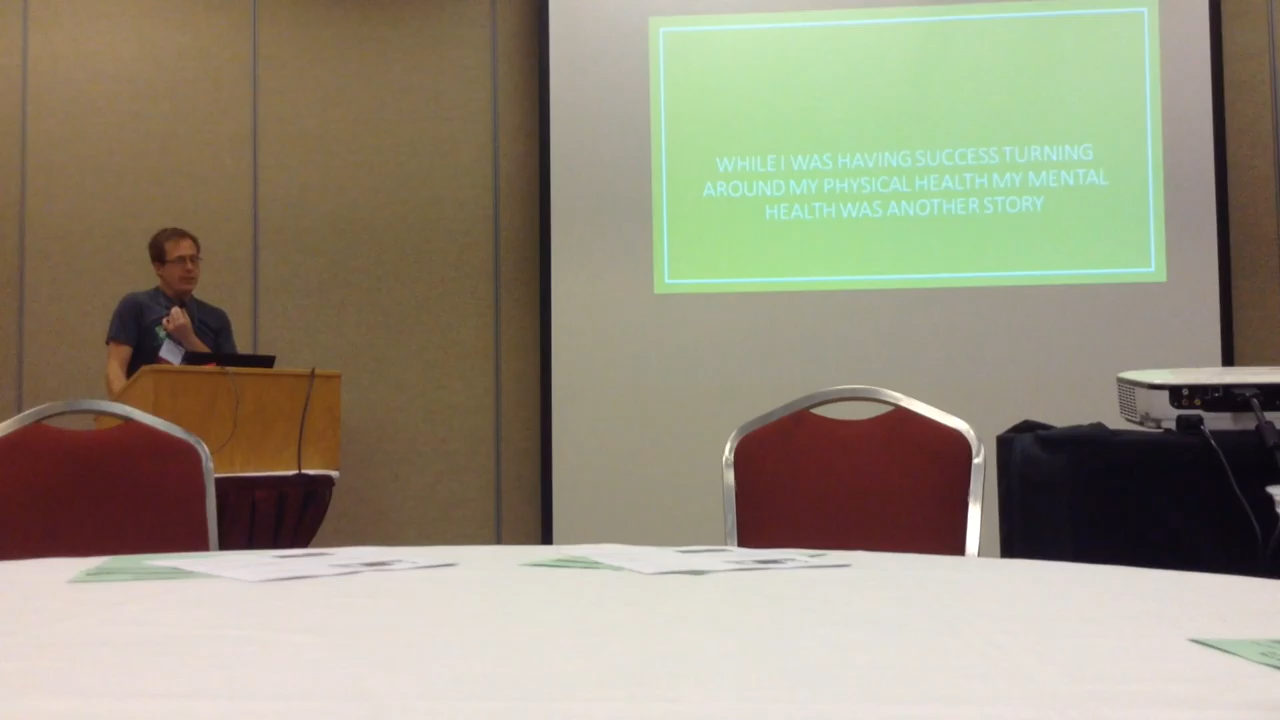 WHILE I WAS HAVING SUCCESS TURNING
AROUND MY PHYSICAL HEALTH MY MENTAL
HEALTH WAS ANOTHER STORY